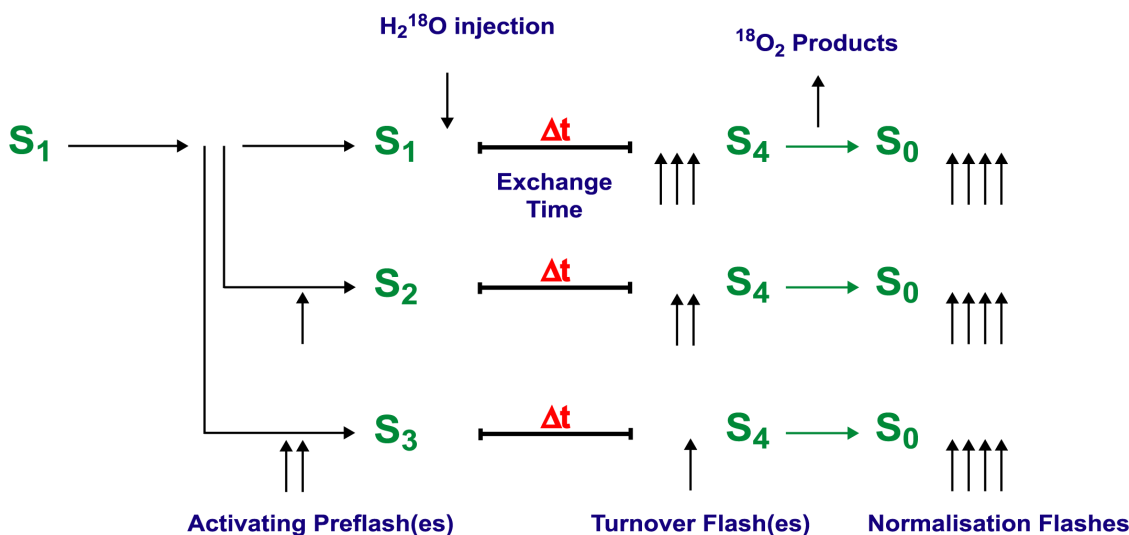 H₂¹⁸O injection
¹⁸O₂ Products
S₁ S₁ Δt S₄ S₀
Exchange
Time
S₂ Δt S₄ S₀
S₃ Δt S₄ S₀
Activating Preflash(es) Turnover Flash(es) Normalisation Flashes